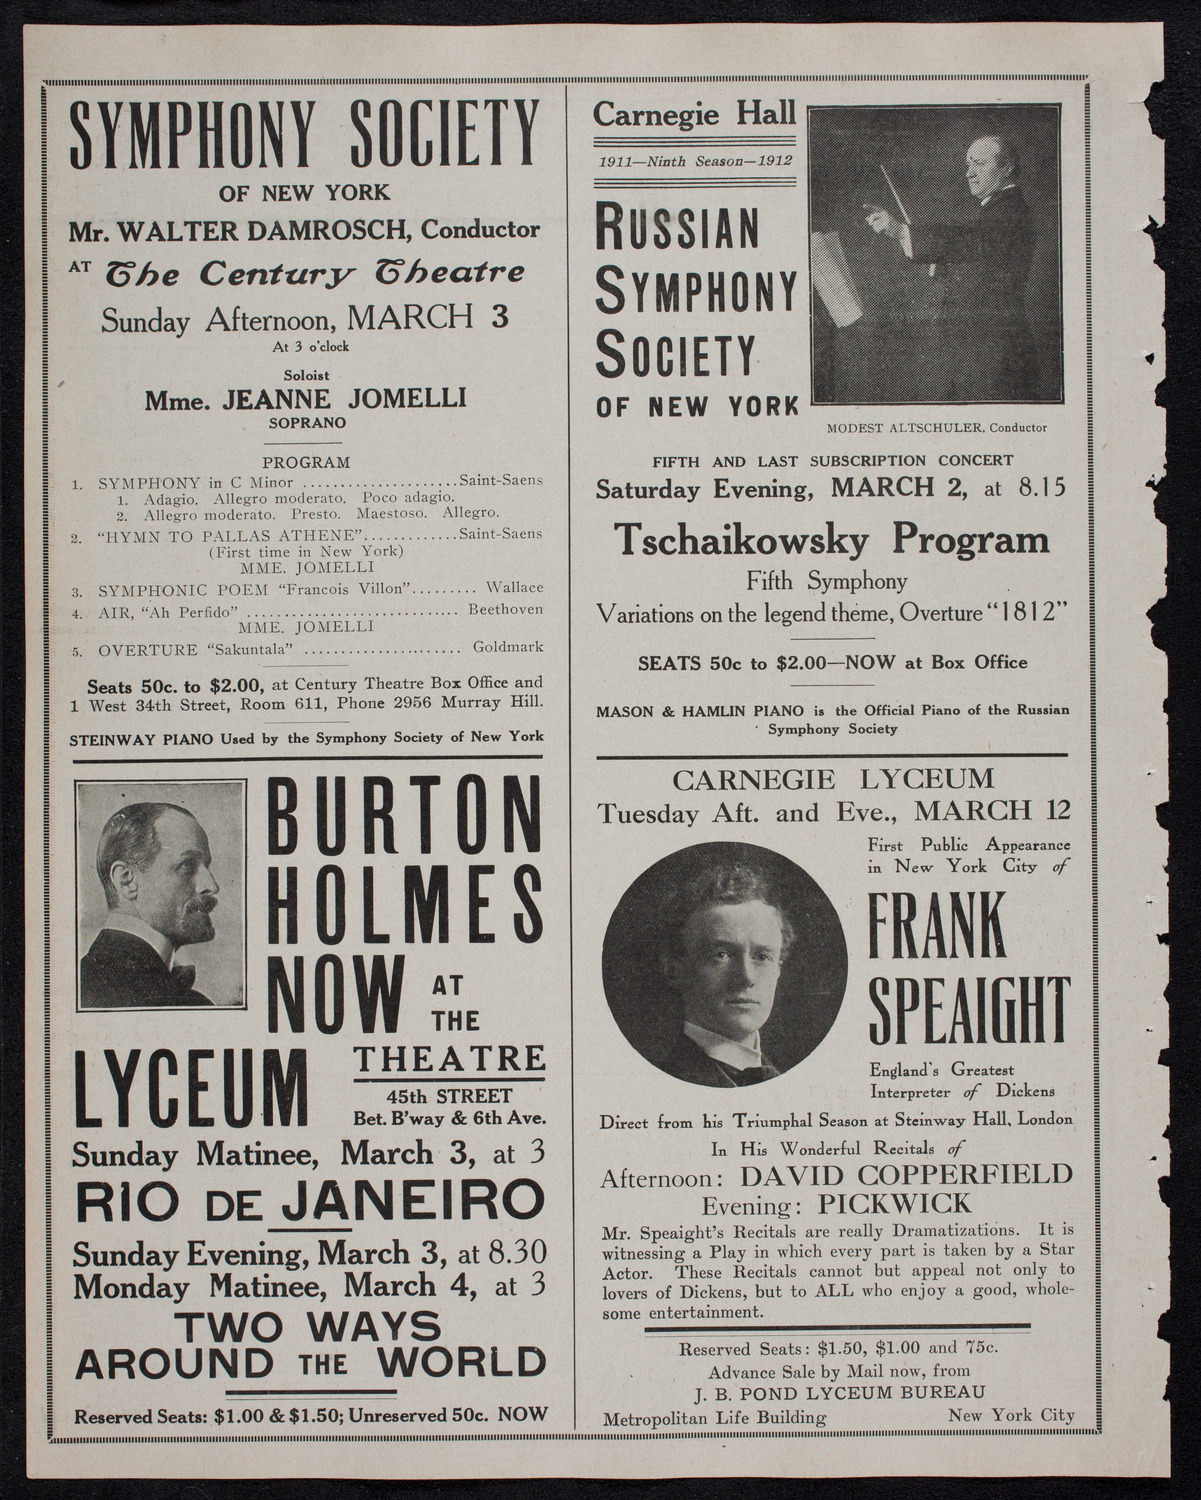 SYMPHONY SOCIETY
OF NEW YORK
Mr. WALTER DAMROSCH, Conductor
AT The Century Theatre
Sunday Afternoon, MARCH 3
At 3 o'clock
Soloist
Mme. JEANNE JOMELLI
SOPRANO
PROGRAM
1. SYMPHONY in C Minor ......................Saint-Saens
1. Adagio. Allegro moderato. Poco adagio.
2. Allegro moderato. Presto. Maestoso. Allegro.
2. "HYMN TO PALLAS ATHENE"............Saint-Saens
(First time in New York)
MME. JOMELLI
3. SYMPHONIC POEM "Francois Villon"......... Wallace
4. AIR, "Ah Perfido" ............................ Beethoven
MME. JOMELLI
5. OVERTURE "Sakuntala" ..................... Goldmark
Seats 50c. to $2.00, at Century Theatre Box Office and
1 West 34th Street, Room 611, Phone 2956 Murray Hill.
STEINWAY PIANO Used by the Symphony Society of New York
BURTON
HOLMES
NOW AT
THE
LYCEUM THEATRE
45th STREET
Bet. B'way & 6th Ave.
Sunday Matinee, March 3, at 3
RIO DE JANEIRO
Sunday Evening, March 3, at 8.30
Monday Matinee, March 4, at 3
TWO WAYS
AROUND THE WORLD
Reserved Seats: $1.00 & $1.50; Unreserved 50c. NOW
Carnegie Hall
1911—Ninth Season—1912
RUSSIAN
SYMPHONY
SOCIETY
OF NEW YORK
MODEST ALTSCHULER, Conductor
FIFTH AND LAST SUBSCRIPTION CONCERT
Saturday Evening, MARCH 2, at 8.15
Tschaikowsky Program
Fifth Symphony
Variations on the legend theme, Overture "1812"
SEATS 50c to $2.00—NOW at Box Office
MASON & HAMLIN PIANO is the Official Piano of the Russian
Symphony Society
CARNEGIE LYCEUM
Tuesday Aft. and Eve., MARCH 12
First Public Appearance
in New York City of
FRANK
SPEAIGHT
England's Greatest
Interpreter of Dickens
Direct from his Triumphal Season at Steinway Hall, London
In His Wonderful Recitals of
Afternoon: DAVID COPPERFIELD
Evening: PICKWICK
Mr. Speaight's Recitals are really Dramatizations. It is
witnessing a Play in which every part is taken by a Star
Actor. These Recitals cannot but appeal not only to
lovers of Dickens, but to ALL who enjoy a good, whole-
some entertainment.
Reserved Seats: $1.50, $1.00 and 75c.
Advance Sale by Mail now, from
J. B. POND LYCEUM BUREAU
Metropolitan Life Building New York City